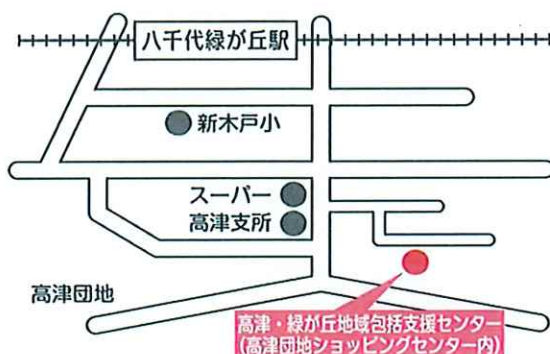 八千代緑が丘駅
新木戸小
スーパー
高津支所
高津団地
高津・緑が丘地域包括支援センター
(高津団地ショッピングセンター内)